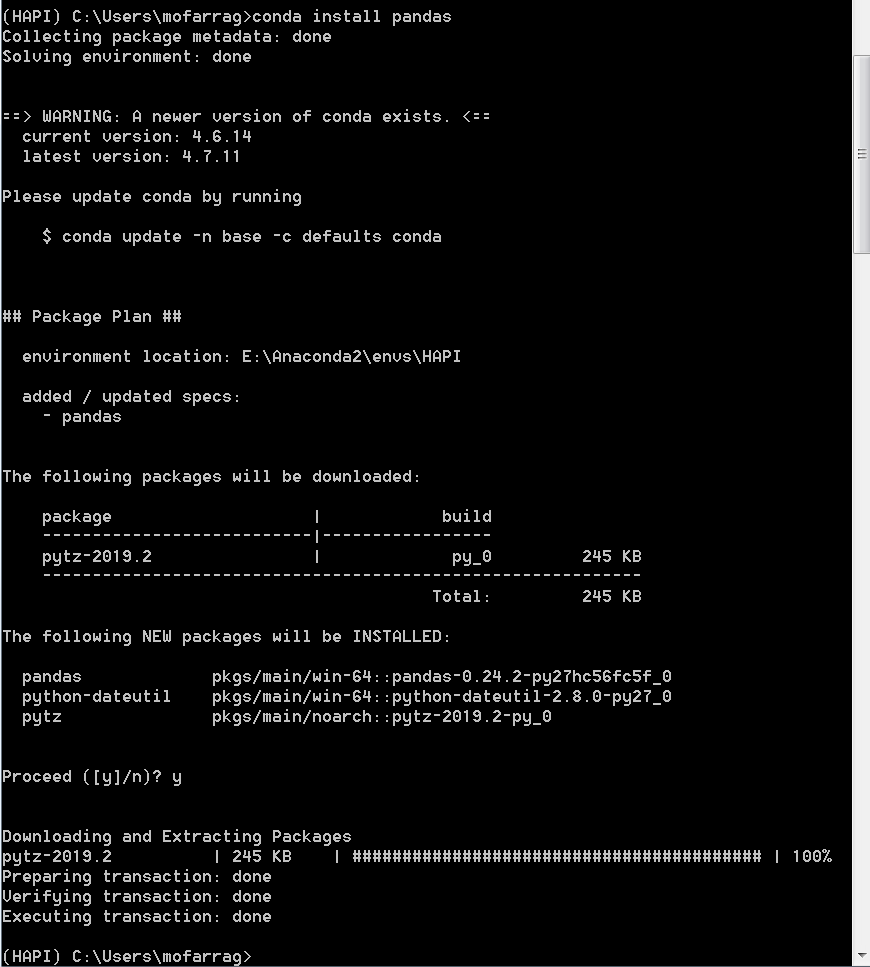 (HAPI) C:\Users\mofarrag>conda install pandas
Collecting package metadata: done
Solving environment: done
==> WARNING: A newer version of conda exists. <==
  current version: 4.6.14
  latest version: 4.7.11
Please update conda by running
    $ conda update -n base -c defaults conda
## Package Plan ##
  environment location: E:\Anaconda2\envs\HAPI
  added / updated specs:
    - pandas
The following packages will be downloaded:
    package                    |            build
    ---------------------------|-----------------
    pytz-2019.2                |             py_0         245 KB
    ------------------------------------------------------------
                                           Total:         245 KB
The following NEW packages will be INSTALLED:
  pandas             pkgs/main/win-64::pandas-0.24.2-py27hc56fc5f_0
  python-dateutil    pkgs/main/win-64::python-dateutil-2.8.0-py27_0
  pytz               pkgs/main/noarch::pytz-2019.2-py_0
Proceed ([y]/n)? y
Downloading and Extracting Packages
pytz-2019.2          | 245 KB    | ######################################### | 100%
Preparing transaction: done
Verifying transaction: done
Executing transaction: done
(HAPI) C:\Users\mofarrag>